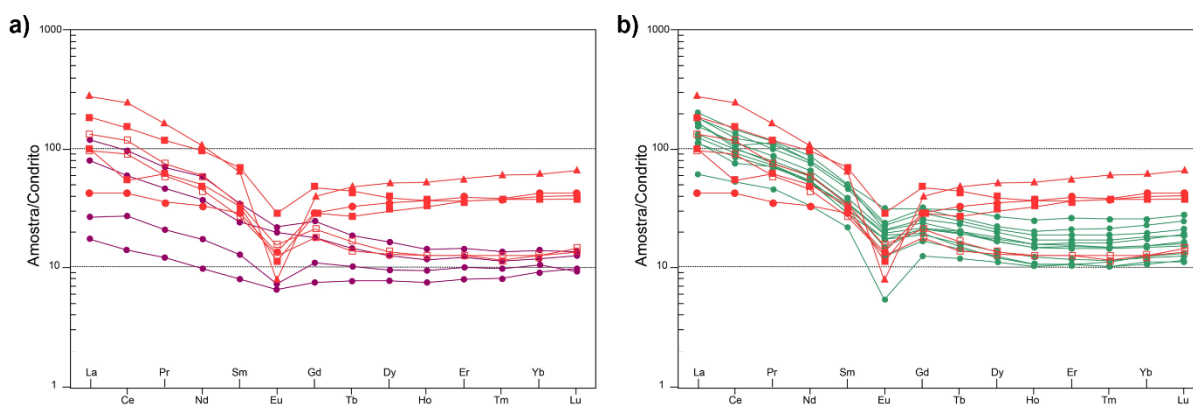 a)
Amostra/Condrito
1000
100
10
1
La Pr Sm Gd Dy Er Yb
Ce Nd Eu Tb Ho Tm Lu
b)
Amostra/Condrito
1000
100
10
1
La Pr Sm Gd Dy Er Yb
Ce Nd Eu Tb Ho Tm Lu